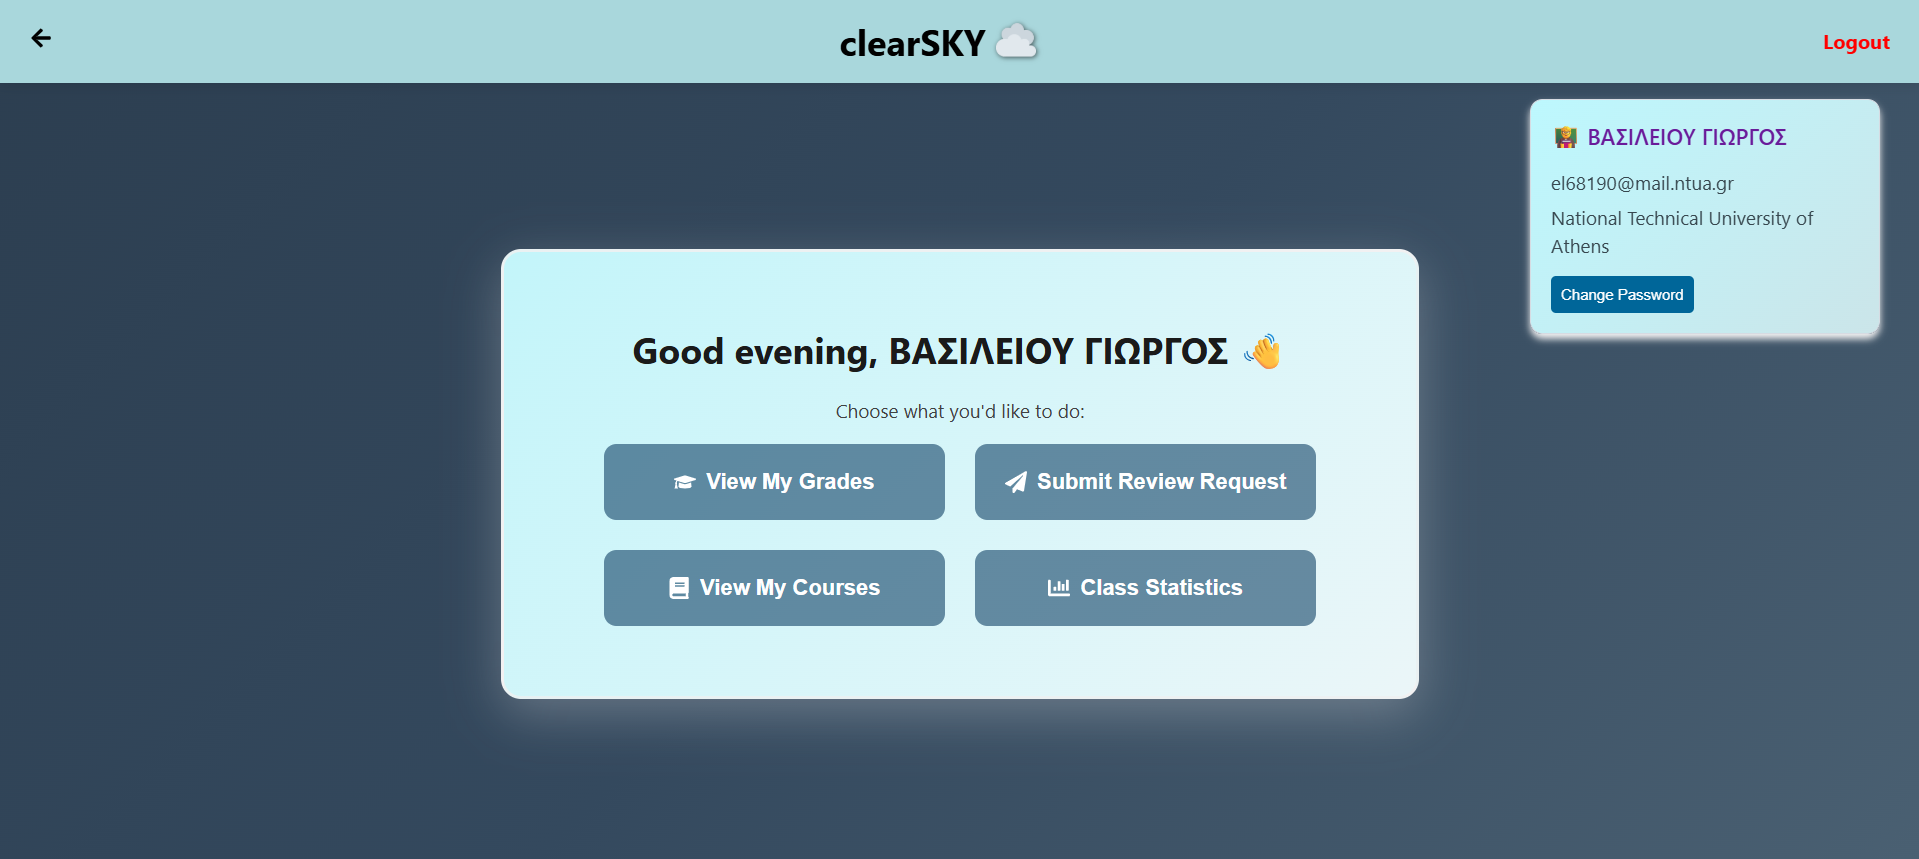 clearSKY
Logout
ΒΑΣΙΛΕΙΟΥ ΓΙΩΡΓΟΣ
el68190@mail.ntua.gr
National Technical University of
Athens
Change Password
Good evening, ΒΑΣΙΛΕΙΟΥ ΓΙΩΡΓΟΣ
Choose what you'd like to do:
View My Grades
Submit Review Request
View My Courses
Class Statistics